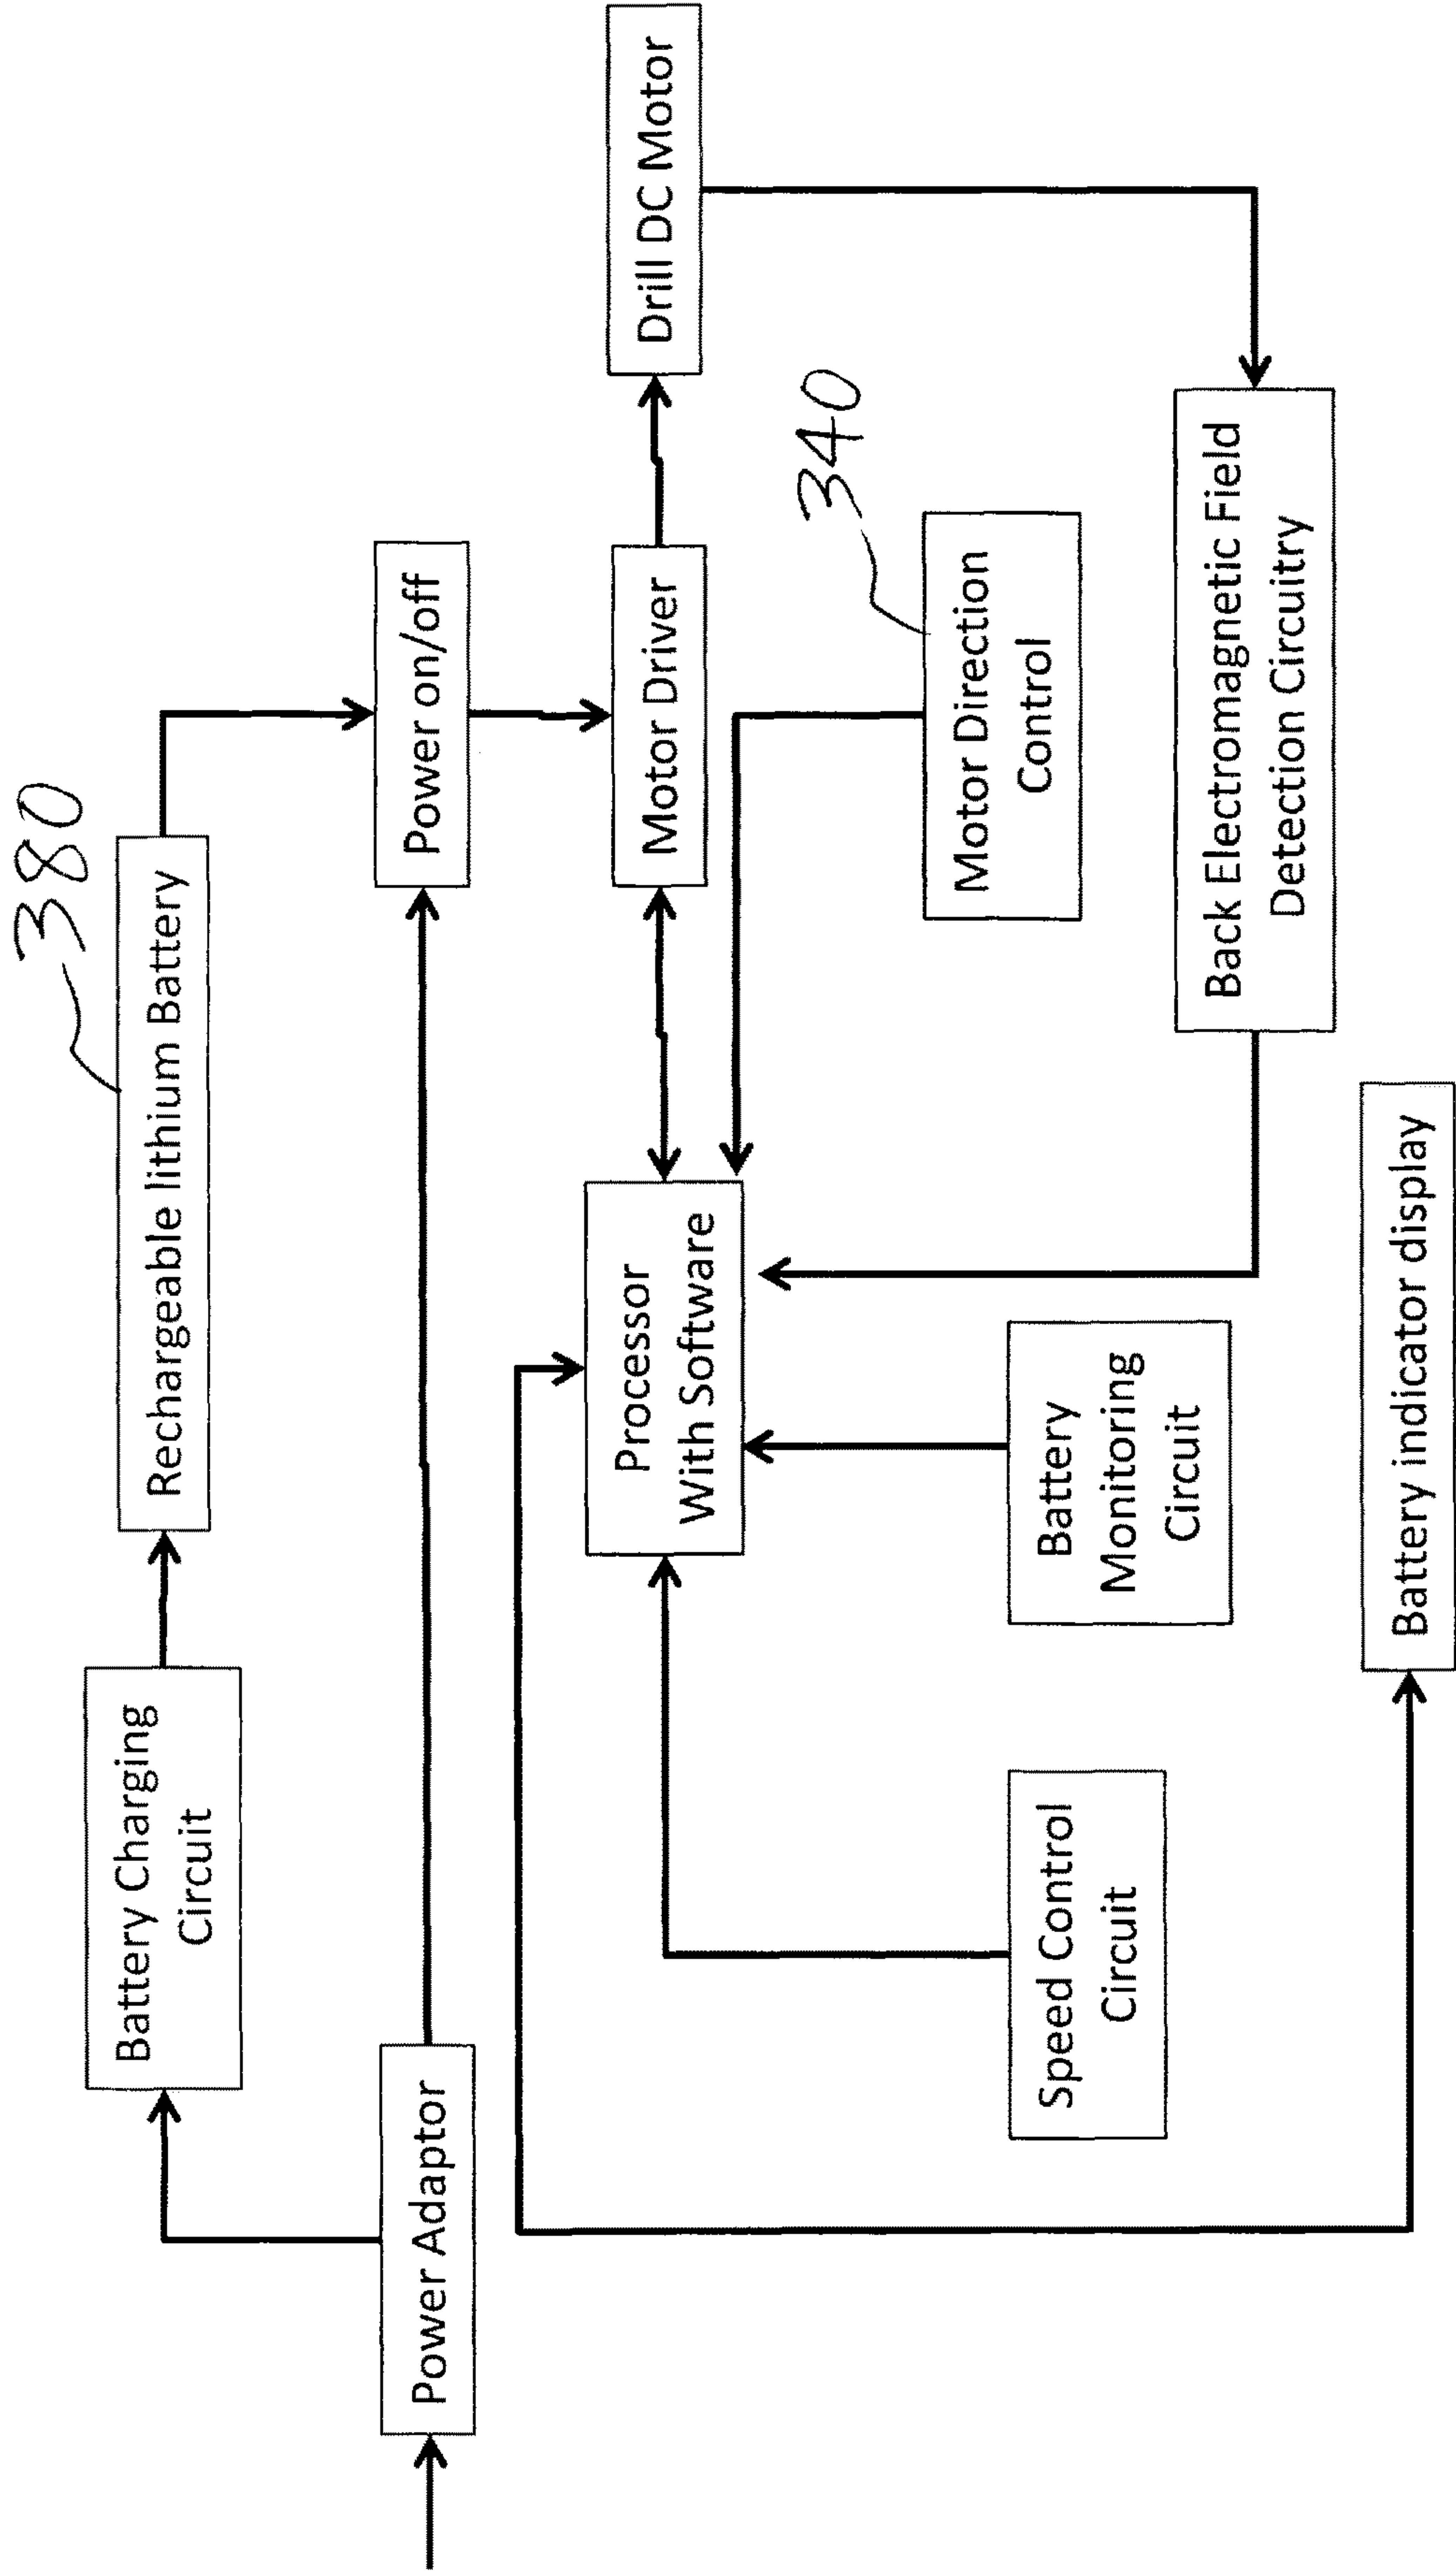 380
Battery Charging
Circuit
Rechargeable lithium Battery
Power Adaptor
Power on/off
Processor
With Software
Motor Driver
Drill DC Motor
340
Motor Direction
Control
Speed Control
Circuit
Battery
Monitoring
Circuit
Back Electromagnetic Field
Detection Circuitry
Battery indicator display